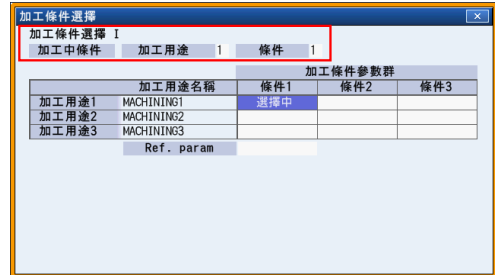 加工條件選擇
加工條件選擇 I
加工中條件 加工用途 1 條件 1
加工條件參數群
加工用途名稱 條件1 條件2 條件3
加工用途1 MACHINING1 選擇中
加工用途2 MACHINING2
加工用途3 MACHINING3
Ref. param